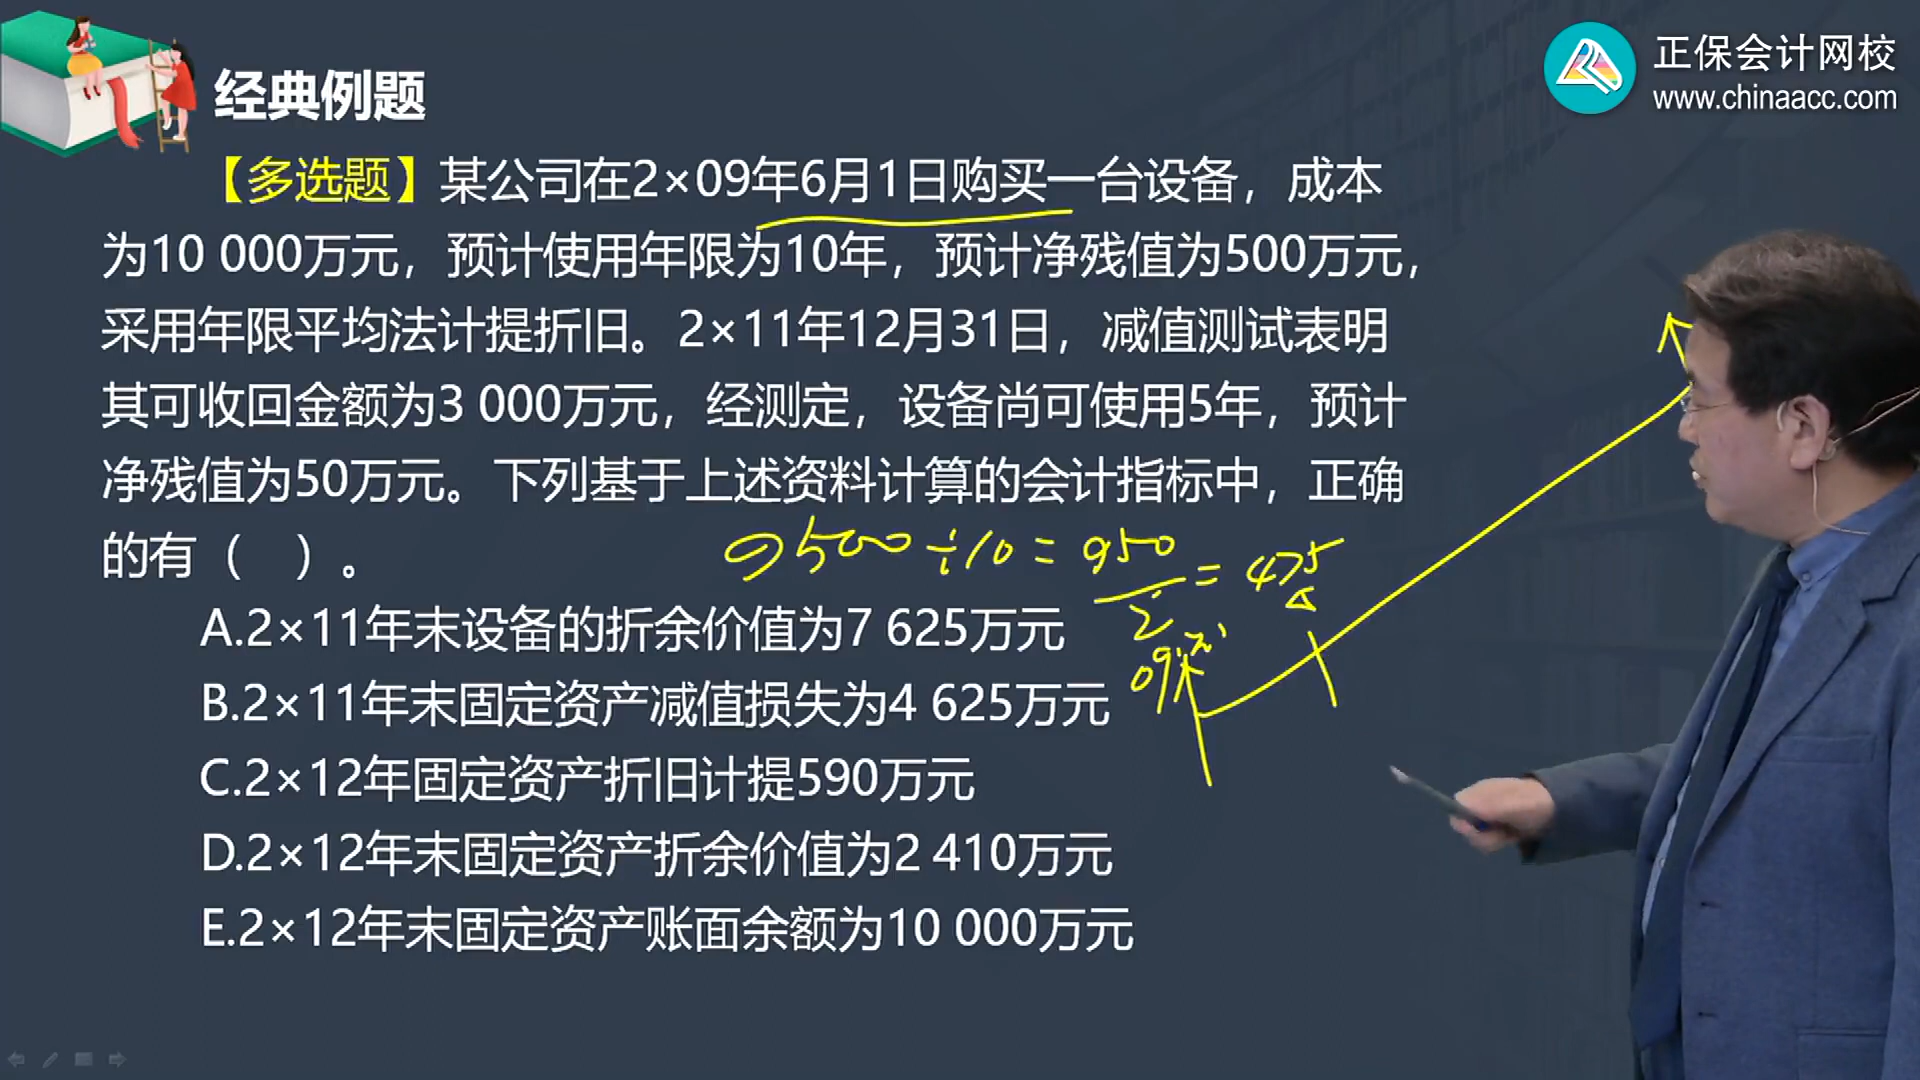 正保会计网校
www.chinaacc.com
经典例题
【多选题】某公司在2×09年6月1日购买一台设备，成本
为10 000万元，预计使用年限为10年，预计净残值为500万元，
采用年限平均法计提折旧。2×11年12月31日，减值测试表明
其可收回金额为3 000万元，经测定，设备尚可使用5年，预计
净残值为50万元。下列基于上述资料计算的会计指标中，正确
的有（ ）。
9500÷10=950
2
=475
A.2×11年末设备的折余价值为7 625万元
09末
B.2×11年末固定资产减值损失为4 625万元
C.2×12年固定资产折旧计提590万元
D.2×12年末固定资产折余价值为2 410万元
E.2×12年末固定资产账面余额为10 000万元